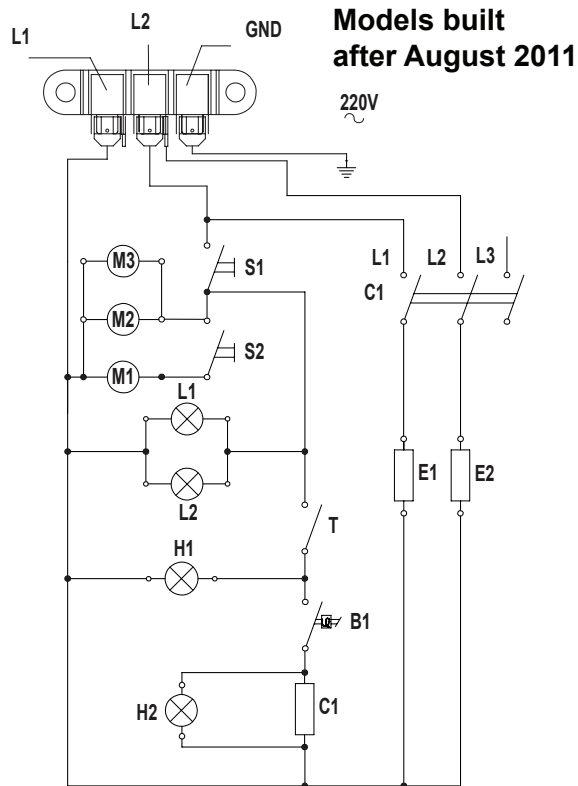 Models built
after August 2011
L1
L2
GND
220V
M3
S1
L1
L2
L3
C1
M2
S2
M1
L1
L2
E1
E2
T
H1
B1
H2
C1